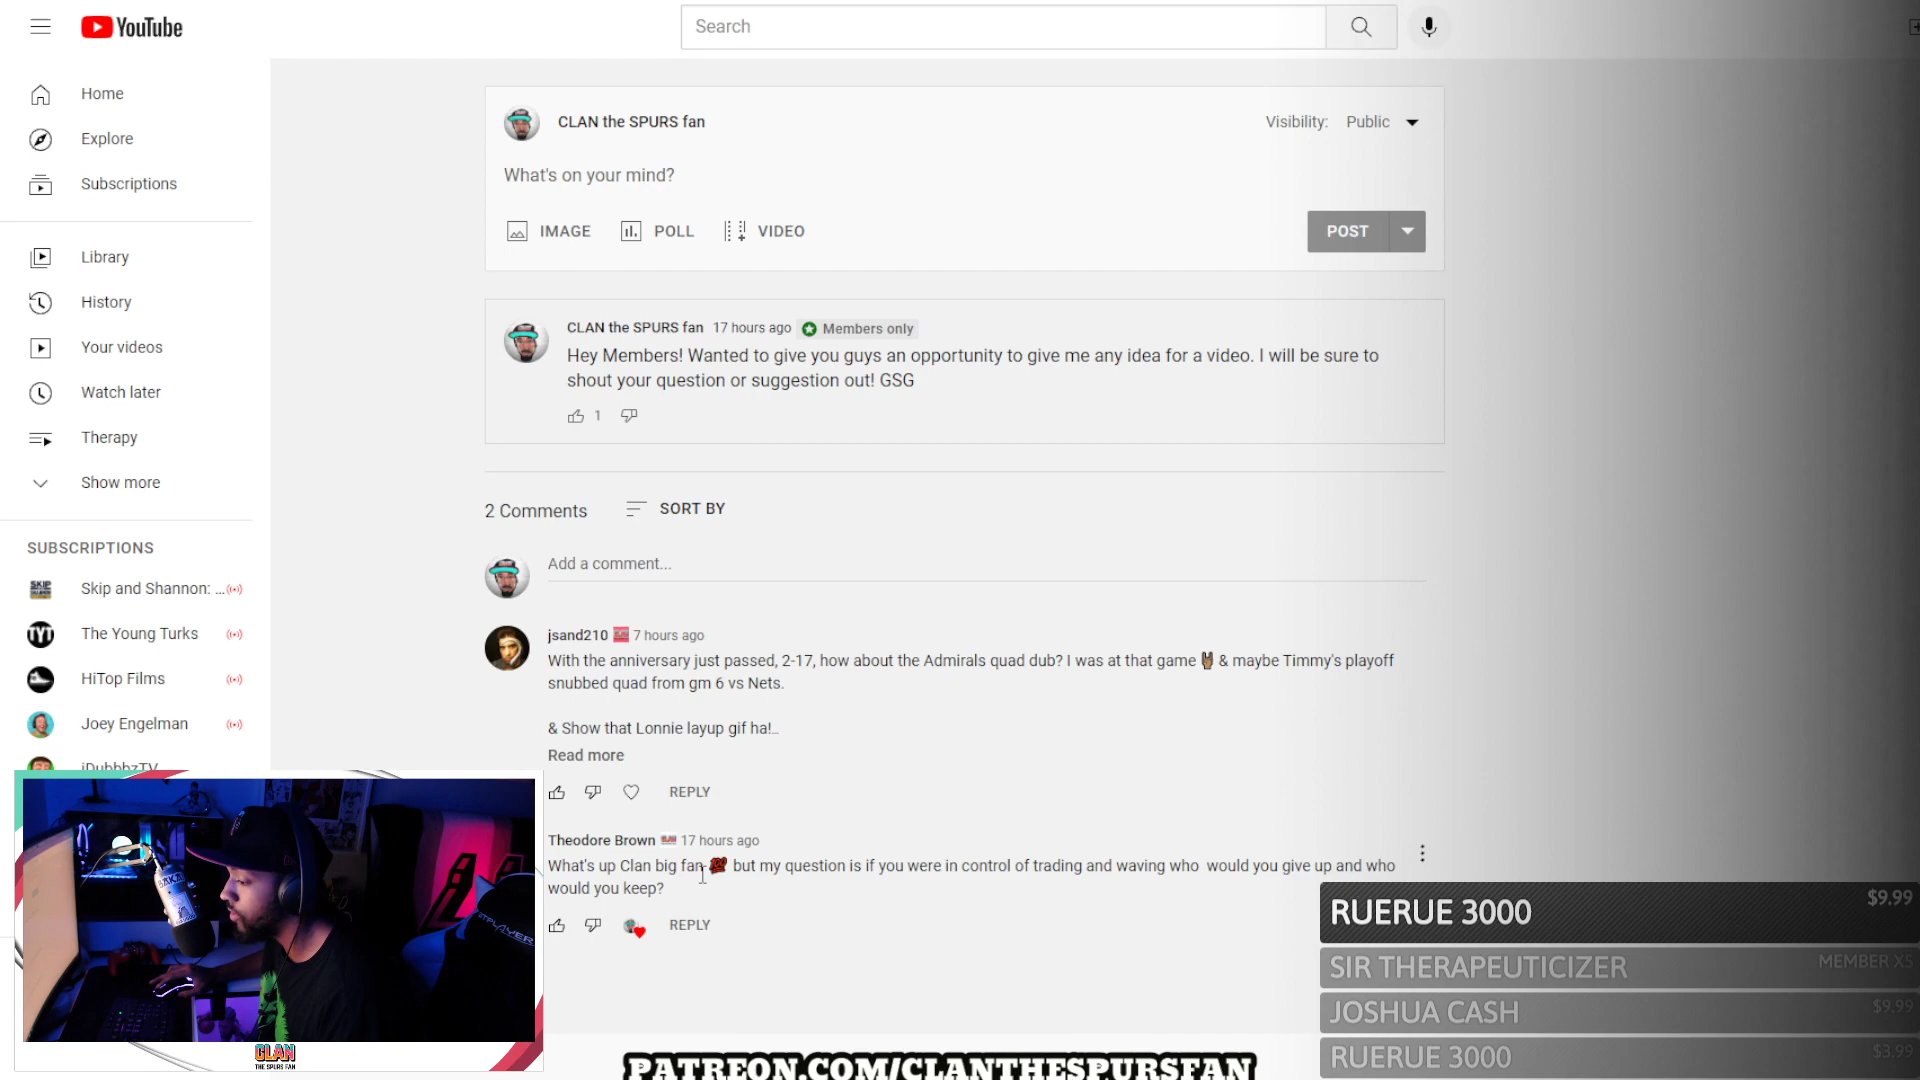 YouTube
Search
Home
Explore
Subscriptions
Library
History
Your videos
Watch later
Therapy
Show more
SUBSCRIPTIONS
Skip and Shannon: ...
The Young Turks
HiTop Films
Joey Engelman
iDubbbzTV
CLAN the SPURS fan
Visibility: Public
What's on your mind?
IMAGE POLL VIDEO
POST
CLAN the SPURS fan 17 hours ago Members only
Hey Members! Wanted to give you guys an opportunity to give me any idea for a video. I will be sure to
shout your question or suggestion out! GSG
1
2 Comments SORT BY
Add a comment...
jsand210 7 hours ago
With the anniversary just passed, 2-17, how about the Admirals quad dub? I was at that game & maybe Timmy's playoff
snubbed quad from gm 6 vs Nets.
& Show that Lonnie layup gif ha!..
Read more
REPLY
Theodore Brown 17 hours ago
What's up Clan big fan 💯 but my question is if you were in control of trading and waving who would you give up and who
would you keep?
REPLY
RUERUE 3000 $9.99
SIR THERAPEUTICIZER MEMBER X5
JOSHUA CASH $9.99
RUERUE 3000 $3.99
CLAN
THE SPURS FAN
PATREON.COM/CLANTHESPURSFAN
SKIP
TYT